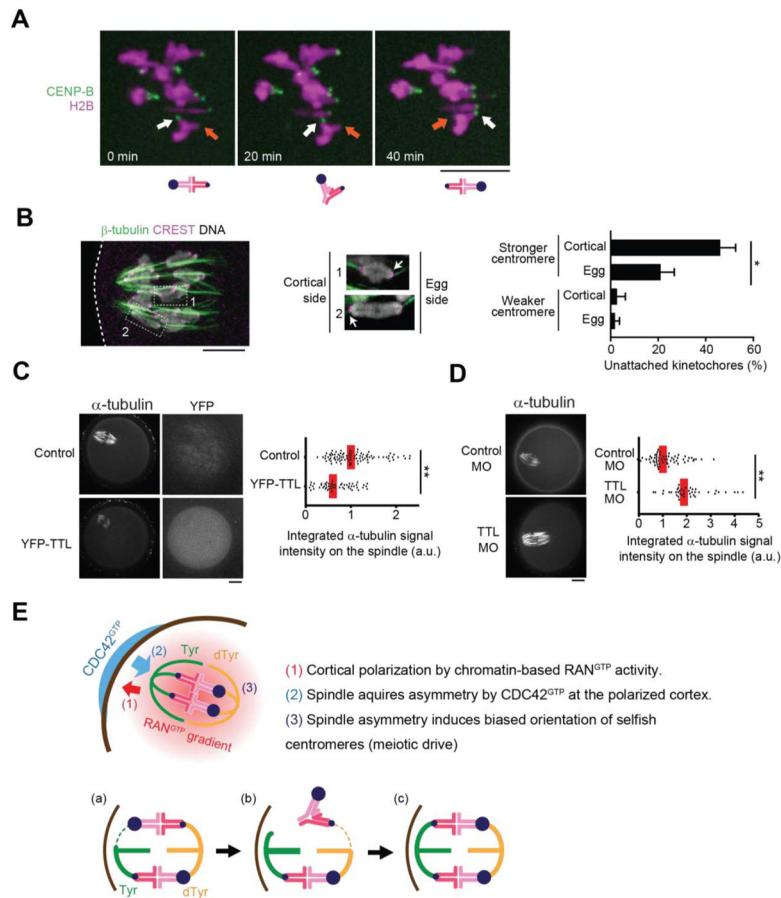 A
CENP-B
H2B
0 min
20 min
40 min
B
β-tubulin CREST DNA
1
2
Cortical
side
1
2
Egg
side
Stronger
centromere
Cortical
Egg
Weaker
centromere
Cortical
Egg
*
0 20 40 60
Unattached kinetochores (%)
C
α-tubulin
YFP
Control
YFP-TTL
Control
YFP-TTL
**
0 1 2
Integrated α-tubulin signal
intensity on the spindle (a.u.)
D
α-tubulin
Control
MO
TTL
MO
Control
MO
TTL
MO
**
0 1 2 3 4 5
Integrated α-tubulin signal
intensity on the spindle (a.u.)
E
CDC42GTP
(2)
Tyr
dTyr
(1)
(3)
RANGTP
gradient
(1) Cortical polarization by chromatin-based RANGTP activity.
(2) Spindle aquires asymmetry by CDC42GTP at the polarized cortex.
(3) Spindle asymmetry induces biased orientation of selfish
centromeres (meiotic drive)
(a)
(b)
(c)
Tyr
dTyr